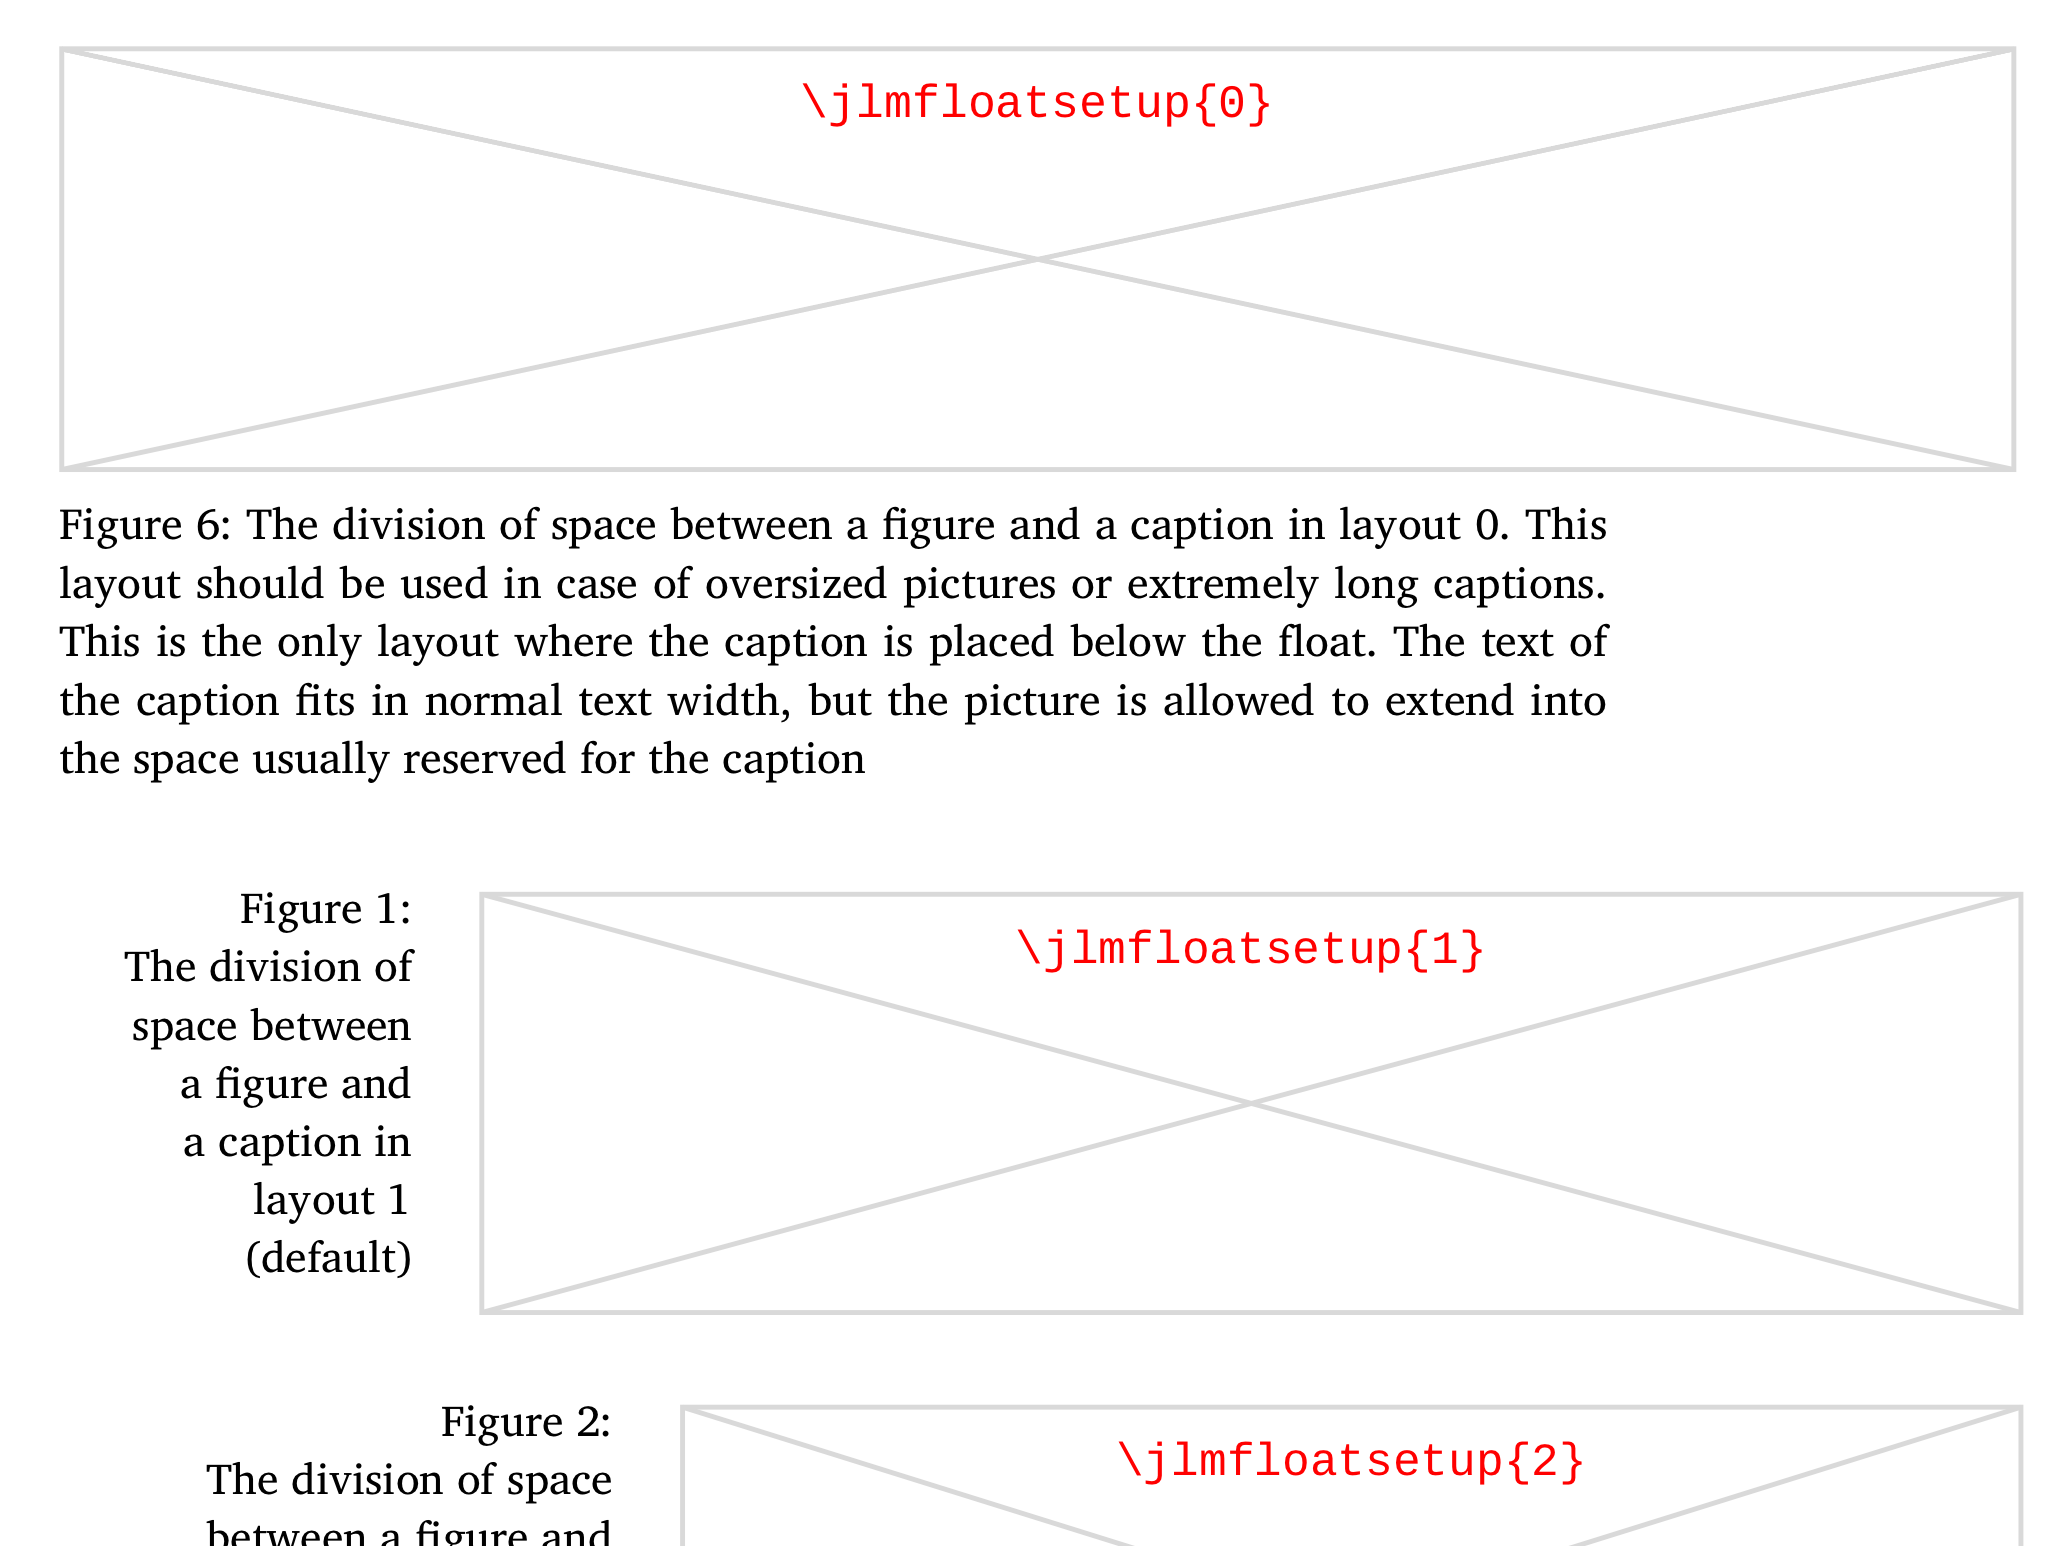 \jlmfloatsetup{0}
Figure 6: The division of space between a figure and a caption in layout 0. This
layout should be used in case of oversized pictures or extremely long captions.
This is the only layout where the caption is placed below the float. The text of
the caption fits in normal text width, but the picture is allowed to extend into
the space usually reserved for the caption
Figure 1:
The division of
space between
a figure and
a caption in
layout 1
(default)
\jlmfloatsetup{1}
Figure 2:
The division of space
between a figure and
\jlmfloatsetup{2}